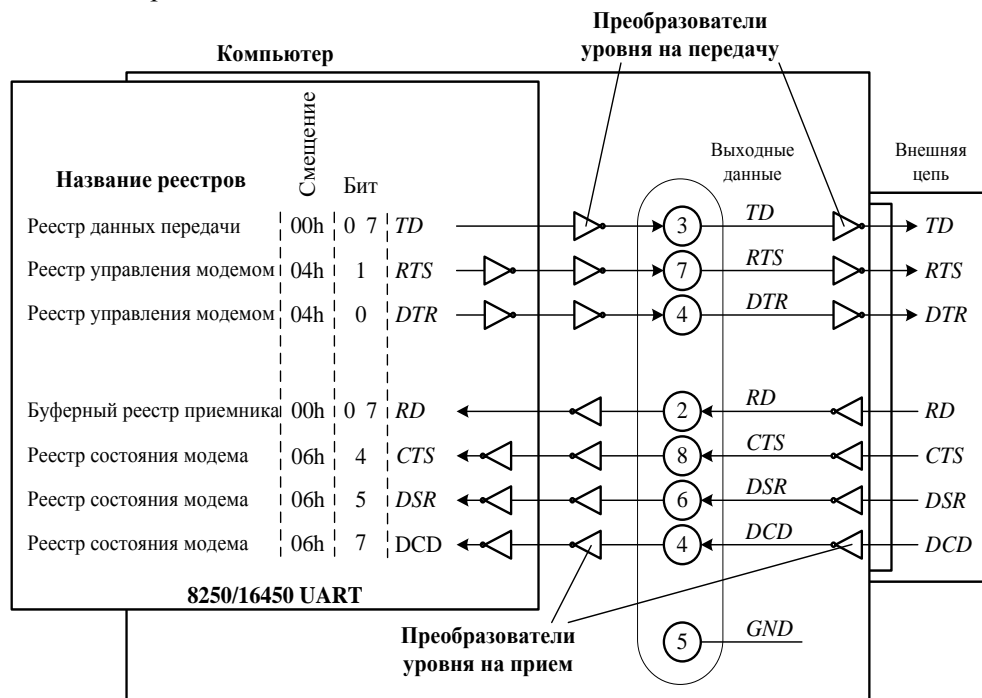 Преобразователи
уровня на передачу
Компьютер
Смещение
Название реестров
Бит
Выходные
данные
Внешняя
цепь
Реестр данных передачи 00h 0 7 TD 3 TD TD
Реестр управления модемом 04h 1 RTS 7 RTS RTS
Реестр управления модемом 04h 0 DTR 4 DTR DTR
Буферный реестр приемника 00h 0 7 RD 2 RD RD
Реестр состояния модема 06h 4 CTS 8 CTS CTS
Реестр состояния модема 06h 5 DSR 6 DSR DSR
Реестр состояния модема 06h 7 DCD 4 DCD DCD
8250/16450 UART
Преобразователи
уровня на прием
5 GND